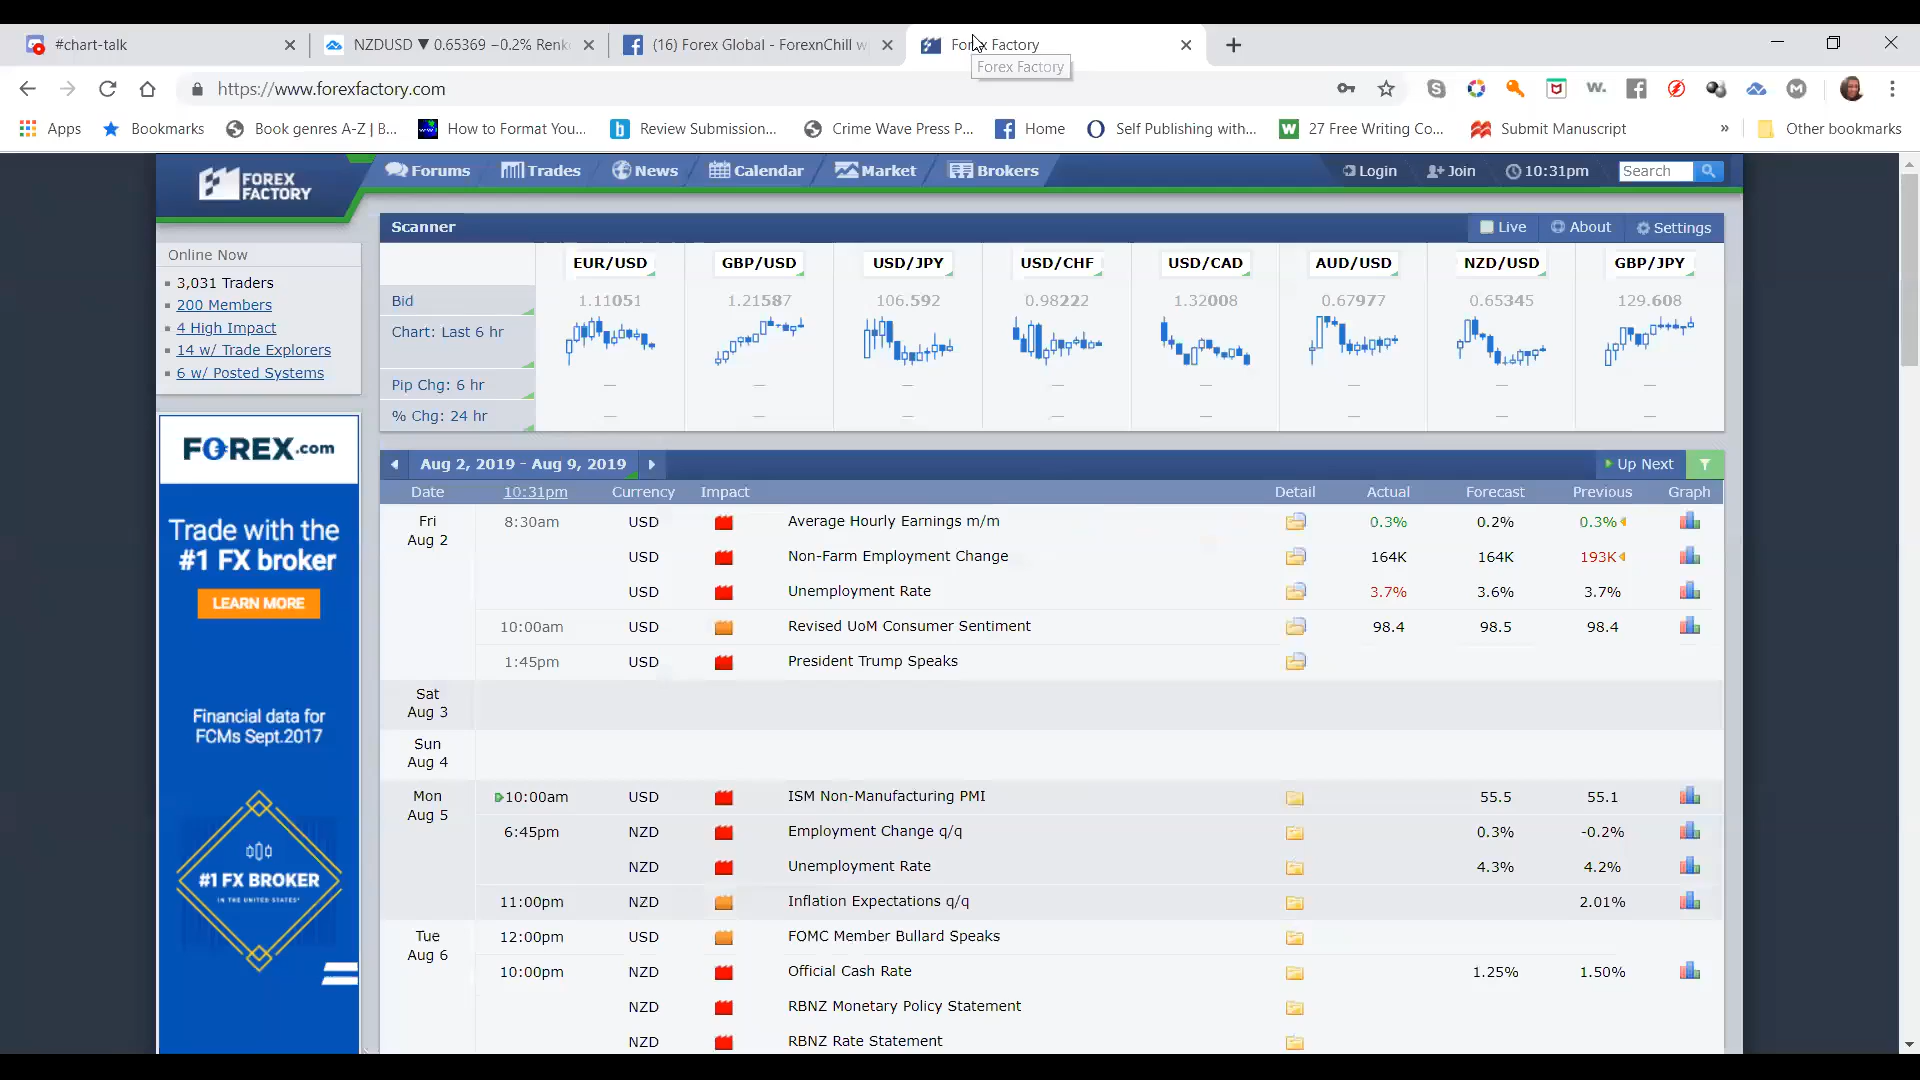 #chart-talk
NZDUSD ▼ 0.65369 −0.2% Renk
(16) Forex Global - ForexnChill w
Forex Factory
Forex Factory
https://www.forexfactory.com
Apps
Bookmarks
Book genres A-Z | B...
How to Format You...
Review Submission...
Crime Wave Press P...
Home
Self Publishing with...
27 Free Writing Co...
Submit Manuscript
»
Other bookmarks
FOREX
FACTORY
Forums
Trades
News
Calendar
Market
Brokers
Login
Join
10:31pm
Search
Online Now
3,031 Traders
200 Members
4 High Impact
14 w/ Trade Explorers
6 w/ Posted Systems
Scanner
Live
About
Settings
EUR/USD GBP/USD USD/JPY USD/CHF USD/CAD AUD/USD NZD/USD GBP/JPY
Bid 1.11051 1.21587 106.592 0.98222 1.32008 0.67977 0.65345 129.608
Chart: Last 6 hr
Pip Chg: 6 hr — — — — — — — —
% Chg: 24 hr — — — — — — — —
FOREX.com
Trade with the
#1 FX broker
LEARN MORE
Financial data for
FCMs Sept.2017
#1 FX BROKER
IN THE UNITED STATES*
Aug 2, 2019 - Aug 9, 2019
Up Next
Date 10:31pm Currency Impact Detail Actual Forecast Previous Graph
Fri
Aug 2
8:30am USD Average Hourly Earnings m/m 0.3% 0.2% 0.3%
USD Non-Farm Employment Change 164K 164K 193K
USD Unemployment Rate 3.7% 3.6% 3.7%
10:00am USD Revised UoM Consumer Sentiment 98.4 98.5 98.4
1:45pm USD President Trump Speaks
Sat
Aug 3
Sun
Aug 4
Mon
Aug 5
10:00am USD ISM Non-Manufacturing PMI 55.5 55.1
6:45pm NZD Employment Change q/q 0.3% -0.2%
NZD Unemployment Rate 4.3% 4.2%
11:00pm NZD Inflation Expectations q/q 2.01%
Tue
Aug 6
12:00pm USD FOMC Member Bullard Speaks
10:00pm NZD Official Cash Rate 1.25% 1.50%
NZD RBNZ Monetary Policy Statement
NZD RBNZ Rate Statement